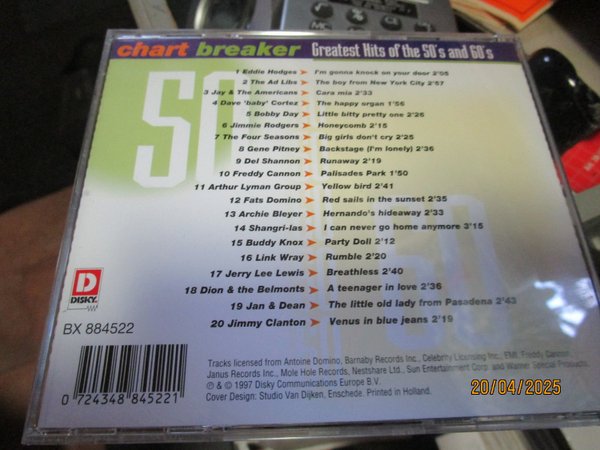 chart breaker Greatest Hits of the 50's and 60's
50
1 Eddie Hodges I'm gonna knock on your door 2'05
2 The Ad Libs The boy from New York City 2'57
3 Jay & The Americans Cara mia 2'33
4 Dave 'baby' Cortez The happy organ 1'56
5 Bobby Day Little bitty pretty one 2'26
6 Jimmie Rodgers Honeycomb 2'15
7 The Four Seasons Big girls don't cry 2'25
8 Gene Pitney Backstage (I'm lonely) 2'36
9 Del Shannon Runaway 2'19
10 Freddy Cannon Palisades Park 1'50
11 Arthur Lyman Group Yellow bird 2'41
12 Fats Domino Red sails in the sunset 2'35
13 Archie Bleyer Hernando's hideaway 2'33
14 Shangri-las I can never go home anymore 3'15
15 Buddy Knox Party Doll 2'12
16 Link Wray Rumble 2'20
17 Jerry Lee Lewis Breathless 2'40
18 Dion & the Belmonts A teenager in love 2'36
19 Jan & Dean The little old lady from Pasadena 2'43
20 Jimmy Clanton Venus in blue jeans 2'19
60
D
DISKY
BX 884522
0 724348 845221
Tracks licensed from Antoine Domino, Barnaby Records Inc., Celebrity Licensing Inc., EMI, Freddy Cannon,
Janus Records Inc., Mole Hole Records, Nestshare Ltd., Sun Entertainment Corp. and Warner Special Products.
℗ & © 1997 Disky Communications Europe B.V.
Cover Design: Studio Van Dijken, Enschede. Printed in Holland.
20/04/2025